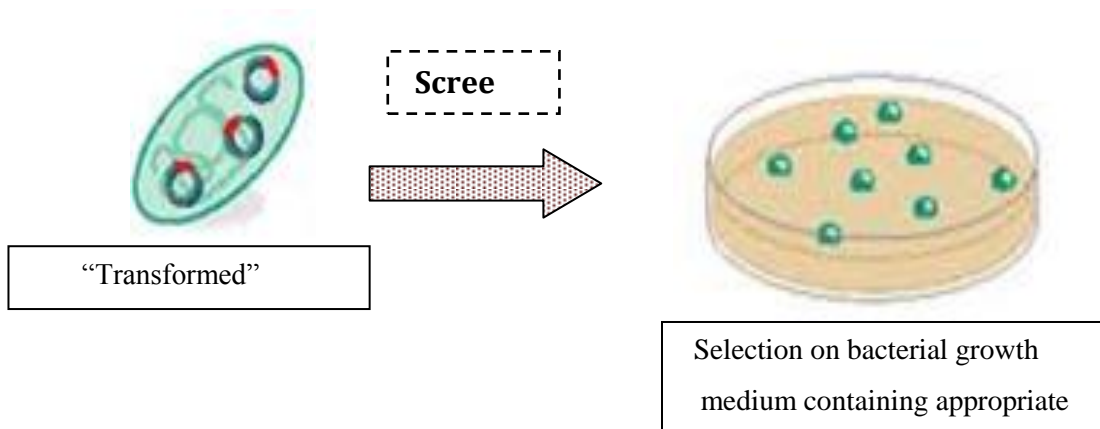 Scree
“Transformed”
Selection on bacterial growth
medium containing appropriate